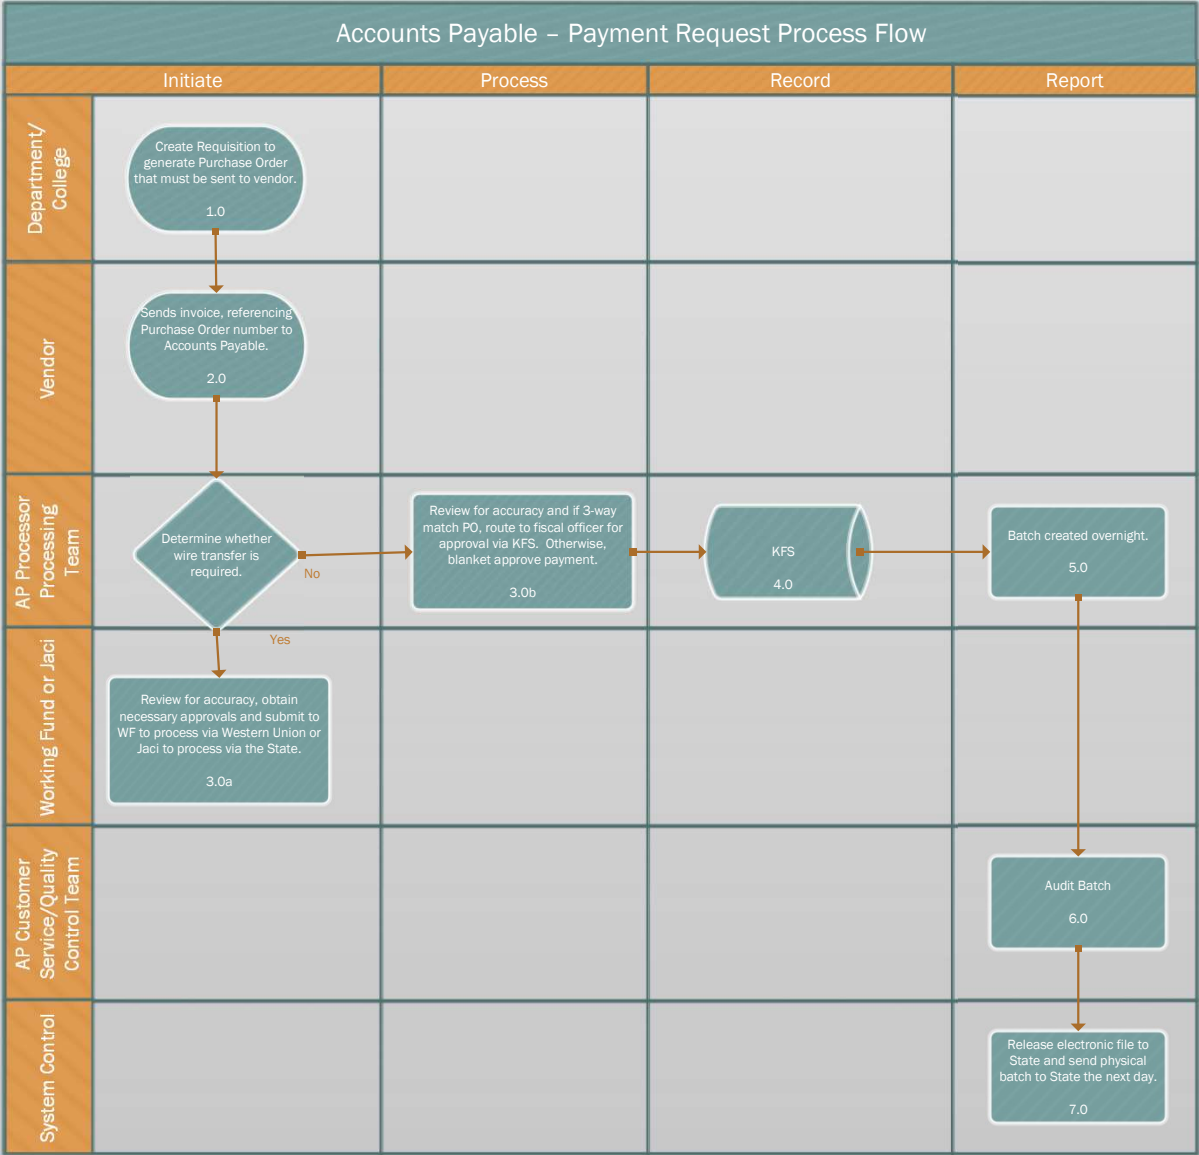 Accounts Payable – Payment Request Process Flow
Initiate
Process
Record
Report
Department/
College
Create Requisition to
generate Purchase Order
that must be sent to vendor.
1.0
Vendor
Sends invoice, referencing
Purchase Order number to
Accounts Payable.
2.0
AP Processor
Processing
Team
Determine whether
wire transfer is
required.
No
Yes
Review for accuracy and if 3-way
match PO, route to fiscal officer for
approval via KFS. Otherwise,
blanket approve payment.
3.0b
KFS
4.0
Batch created overnight.
5.0
Working Fund or Jaci
Review for accuracy, obtain
necessary approvals and submit to
WF to process via Western Union or
Jaci to process via the State.
3.0a
AP Customer
Service/Quality
Control Team
Audit Batch
6.0
System Control
Release electronic file to
State and send physical
batch to State the next day.
7.0